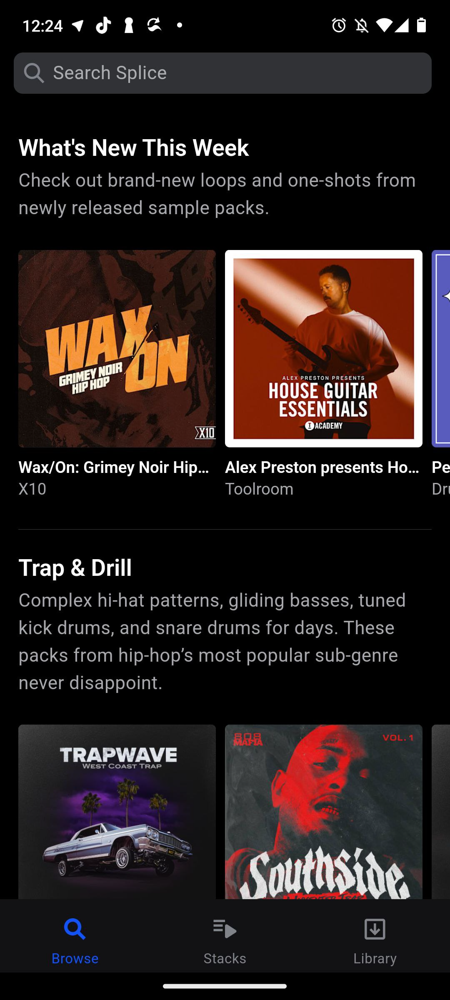 12:24
Search Splice
What's New This Week
Check out brand-new loops and one-shots from
newly released sample packs.
WAX
ON
GRIMEY NOIR
HIP HOP
X10
ALEX PRESTON PRESENTS
HOUSE GUITAR
ESSENTIALS
ACADEMY
Wax/On: Grimey Noir Hip...
X10
Alex Preston presents Ho...
Toolroom
Pe
Dru
Trap & Drill
Complex hi-hat patterns, gliding basses, tuned
kick drums, and snare drums for days. These
packs from hip-hop’s most popular sub-genre
never disappoint.
TRAPWAVE
WEST COAST TRAP
808
MAFIA
VOL. 1
Southside
Browse
Stacks
Library